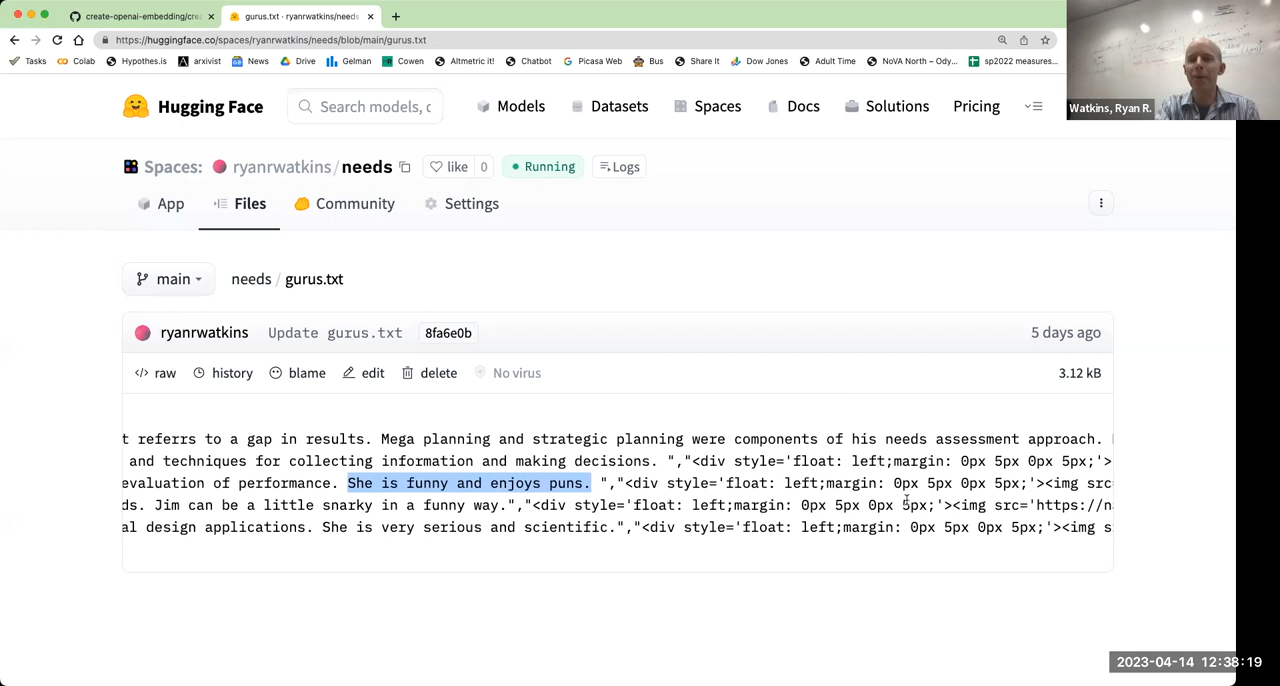 create-openai-embedding/crea
gurus.txt · ryanrwatkins/needs
https://huggingface.co/spaces/ryanrwatkins/needs/blob/main/gurus.txt
Tasks Colab Hypothes.is arxivist News Drive Gelman Cowen Altmetric it! Chatbot Picasa Web Bus Share It Dow Jones Adult Time NoVA North – Ody... sp2022 measures...
Watkins, Ryan R.
Hugging Face Search models, c Models Datasets Spaces Docs Solutions Pricing
Spaces: ryanrwatkins/needs like 0 Running Logs
App Files Community Settings
main needs / gurus.txt
ryanrwatkins Update gurus.txt 8fa6e0b 5 days ago
</> raw history blame edit delete No virus 3.12 kB
t referrs to a gap in results. Mega planning and strategic planning were components of his needs assessment approach.
and techniques for collecting information and making decisions. ","<div style='float: left;margin: 0px 5px 0px 5px;'>
evaluation of performance. She is funny and enjoys puns. ","<div style='float: left;margin: 0px 5px 0px 5px;'><img src=
ds. Jim can be a little snarky in a funny way.","<div style='float: left;margin: 0px 5px 0px 5px;'><img src='https://n
al design applications. She is very serious and scientific.","<div style='float: left;margin: 0px 5px 0px 5px;'><img s
2023-04-14 12:38:19